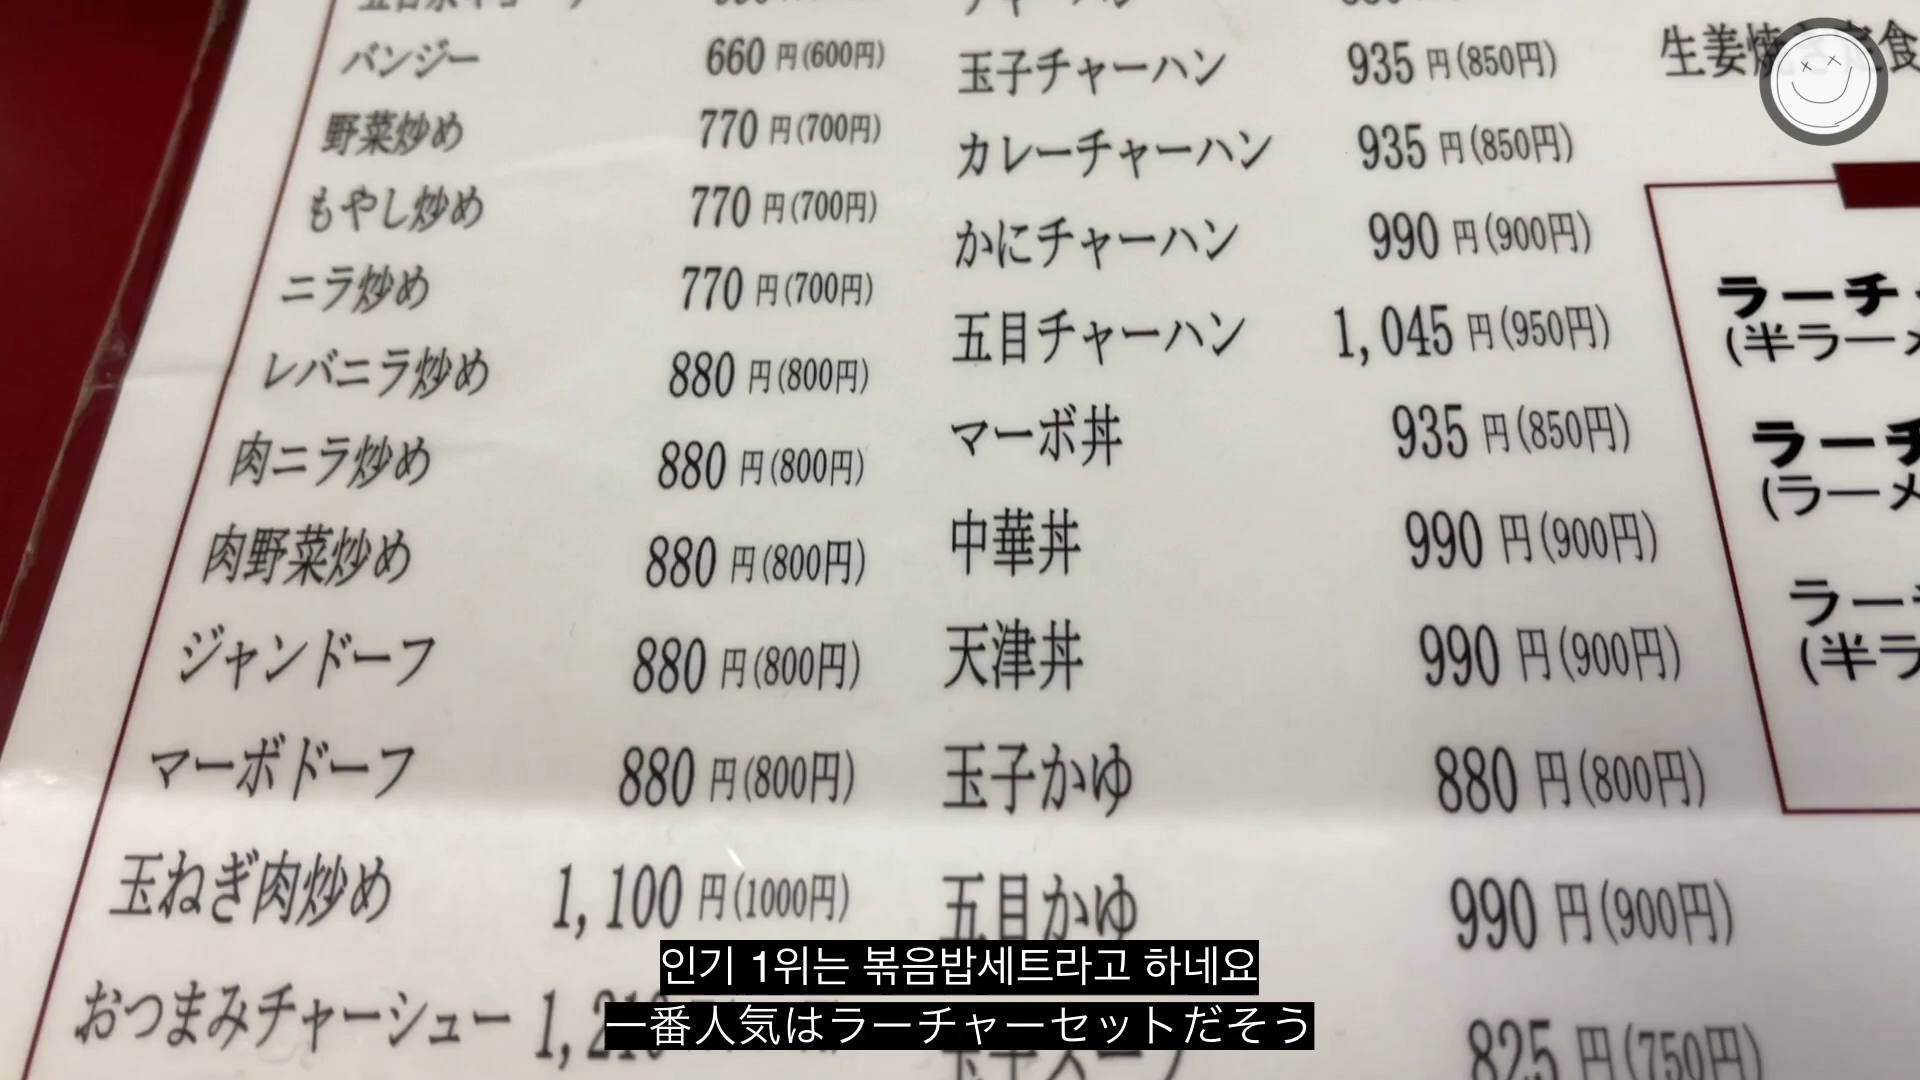 バンジー 660円(600円)
野菜炒め 770円(700円)
もやし炒め 770円(700円)
ニラ炒め 770円(700円)
レバニラ炒め 880円(800円)
肉ニラ炒め 880円(800円)
肉野菜炒め 880円(800円)
ジャンドーフ 880円(800円)
マーボドーフ 880円(800円)
玉ねぎ肉炒め 1,100円(1000円)
おつまみチャーシュー
玉子チャーハン 935円(850円)
カレーチャーハン 935円(850円)
かにチャーハン 990円(900円)
五目チャーハン 1,045円(950円)
マーボ丼 935円(850円)
中華丼 990円(900円)
天津丼 990円(900円)
玉子かゆ 880円(800円)
五目かゆ 990円(900円)
825円(750円)
生姜焼
ラーチ
(半ラーメ
ラーチ
(ラーメ
ラー
(半ラ
인기 1위는 볶음밥세트라고 하네요
一番人気はラーチャーセットだそう